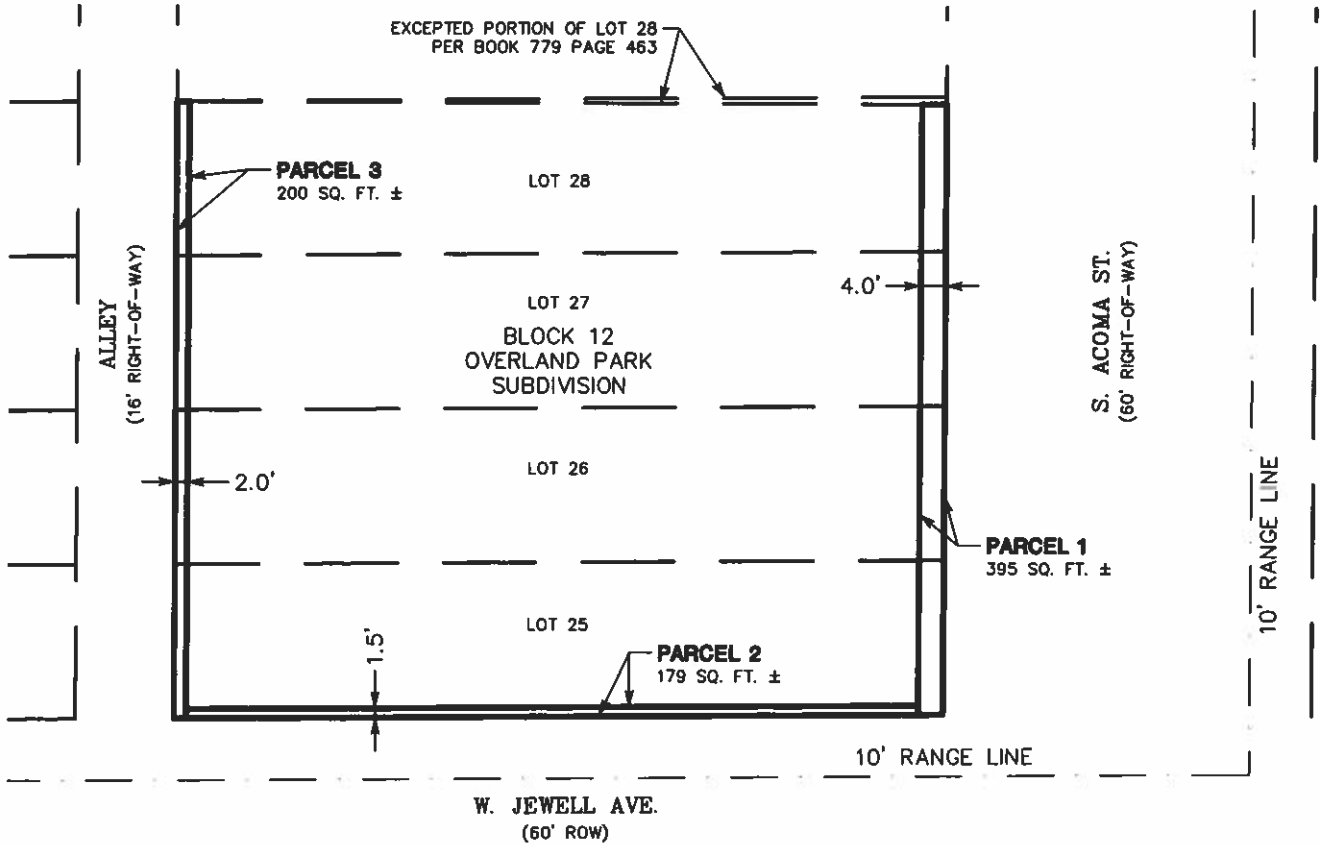 EXCEPTED PORTION OF LOT 28
PER BOOK 779 PAGE 463
PARCEL 3
200 SQ. FT. ±
LOT 28
ALLEY
(16' RIGHT-OF-WAY)
LOT 27
4.0'
BLOCK 12
OVERLAND PARK
SUBDIVISION
S. ACOMA ST.
(60' RIGHT-OF-WAY)
2.0'
LOT 26
10' RANGE LINE
PARCEL 1
395 SQ. FT. ±
LOT 25
1.5'
PARCEL 2
179 SQ. FT. ±
10' RANGE LINE
W. JEWELL AVE.
(60' ROW)